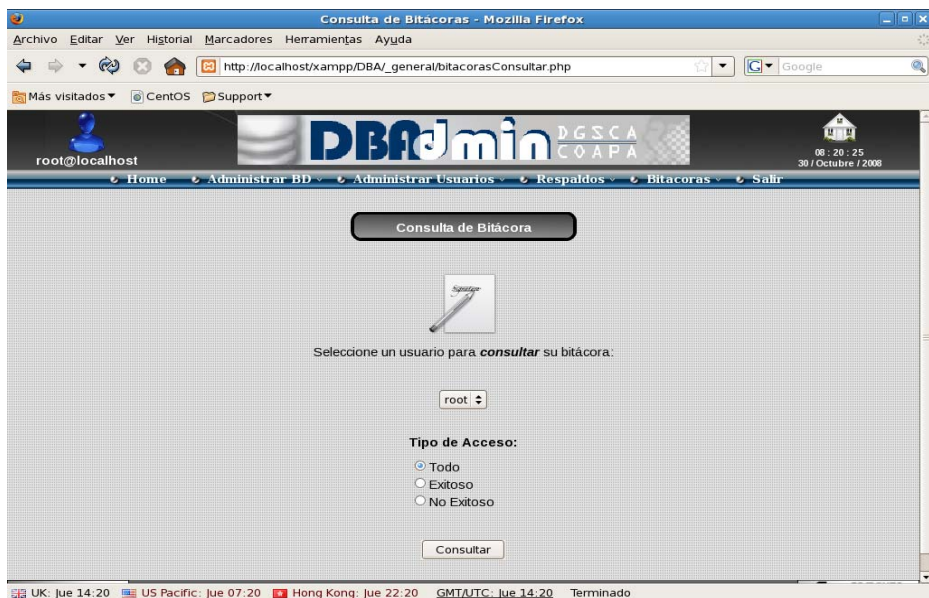 Consulta de Bitácoras - Mozilla Firefox
Archivo Editar Ver Historial Marcadores Herramientas Ayuda
http://localhost/xampp/DBA/_general/bitacorasConsultar.php
Google
Más visitados CentOS Support
DBAdmin DGSCA
COAPA
root@localhost
08 : 20 : 25
30 / Octubre / 2008
Home Administrar BD Administrar Usuarios Respaldos Bitacoras Salir
Consulta de Bitácora
Signature
Seleccione un usuario para consultar su bitácora:
root
Tipo de Acceso:
Todo
Exitoso
No Exitoso
Consultar
UK: Jue 14:20 US Pacific: Jue 07:20 Hong Kong: Jue 22:20 GMT/UTC: Jue 14:20 Terminado